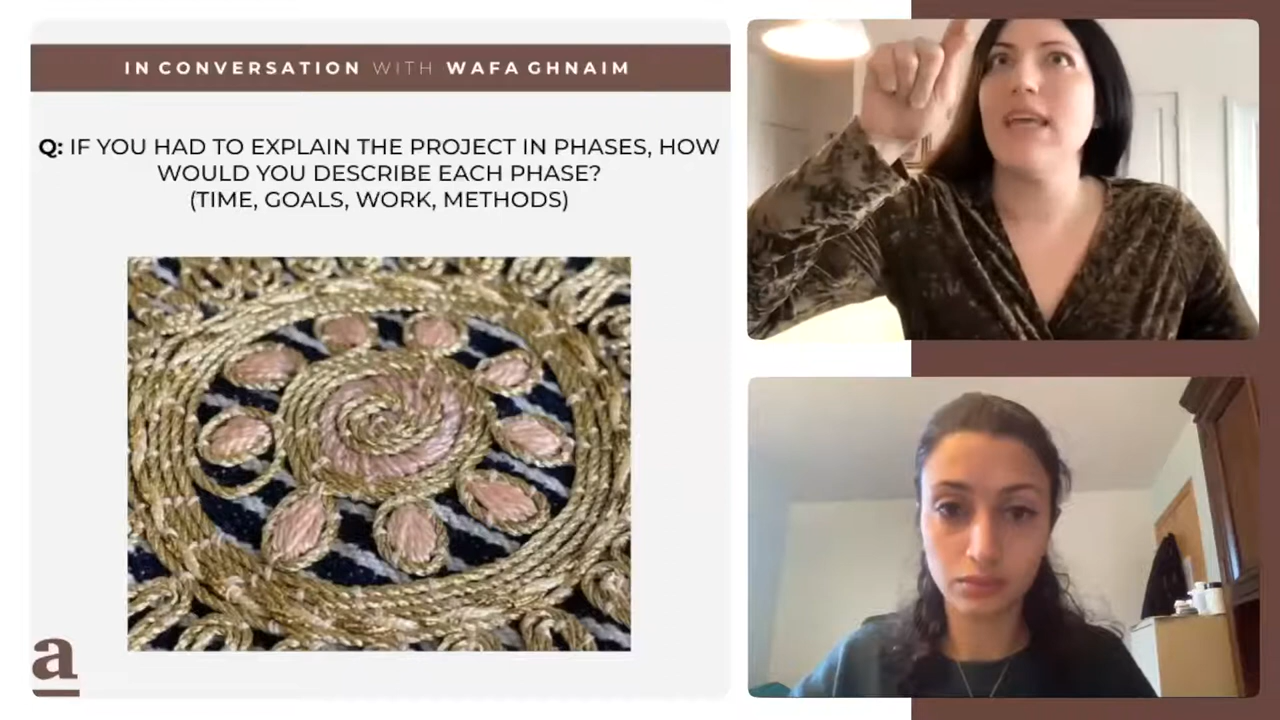 IN CONVERSATION WITH WAFA GHNAIM
Q: IF YOU HAD TO EXPLAIN THE PROJECT IN PHASES, HOW
WOULD YOU DESCRIBE EACH PHASE?
(TIME, GOALS, WORK, METHODS)
a